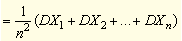 = 1/n² (DX₁ + DX₂ + ... + DXₙ)